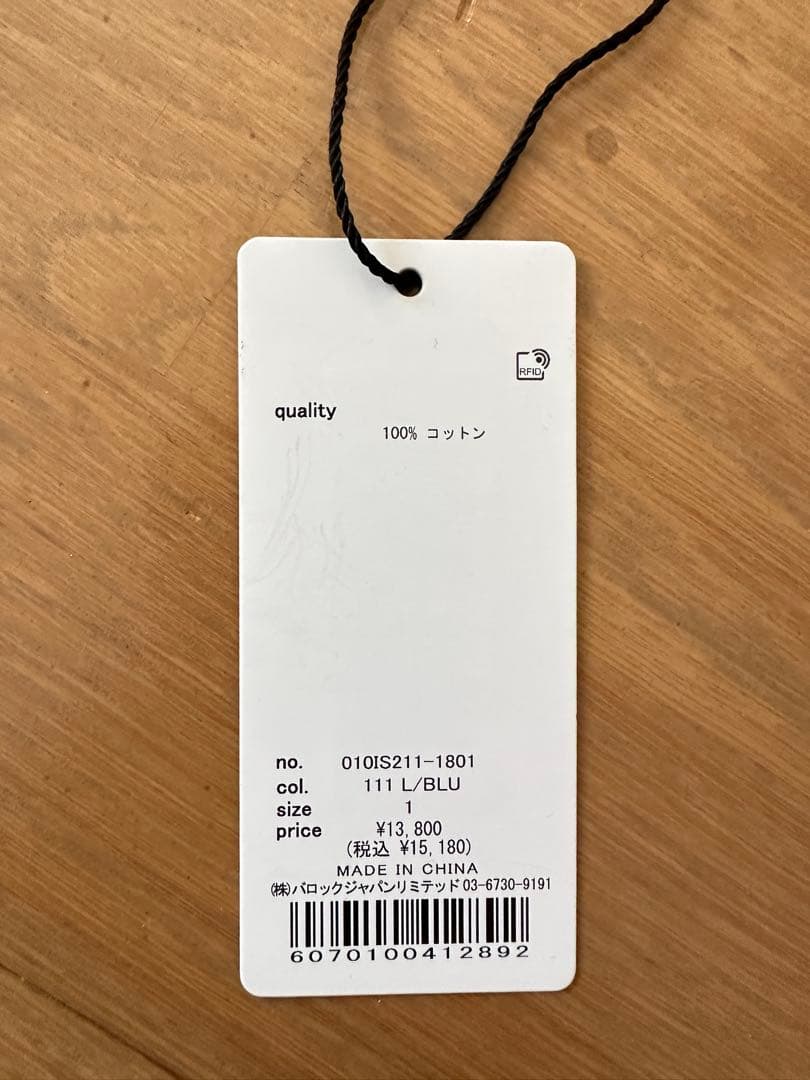 RFID
quality
100% コットン
no. 010IS211-1801
col. 111 L/BLU
size 1
price ¥13,800
(税込 ¥15,180)
MADE IN CHINA
㈱バロックジャパンリミテッド 03-6730-9191
6070100412892